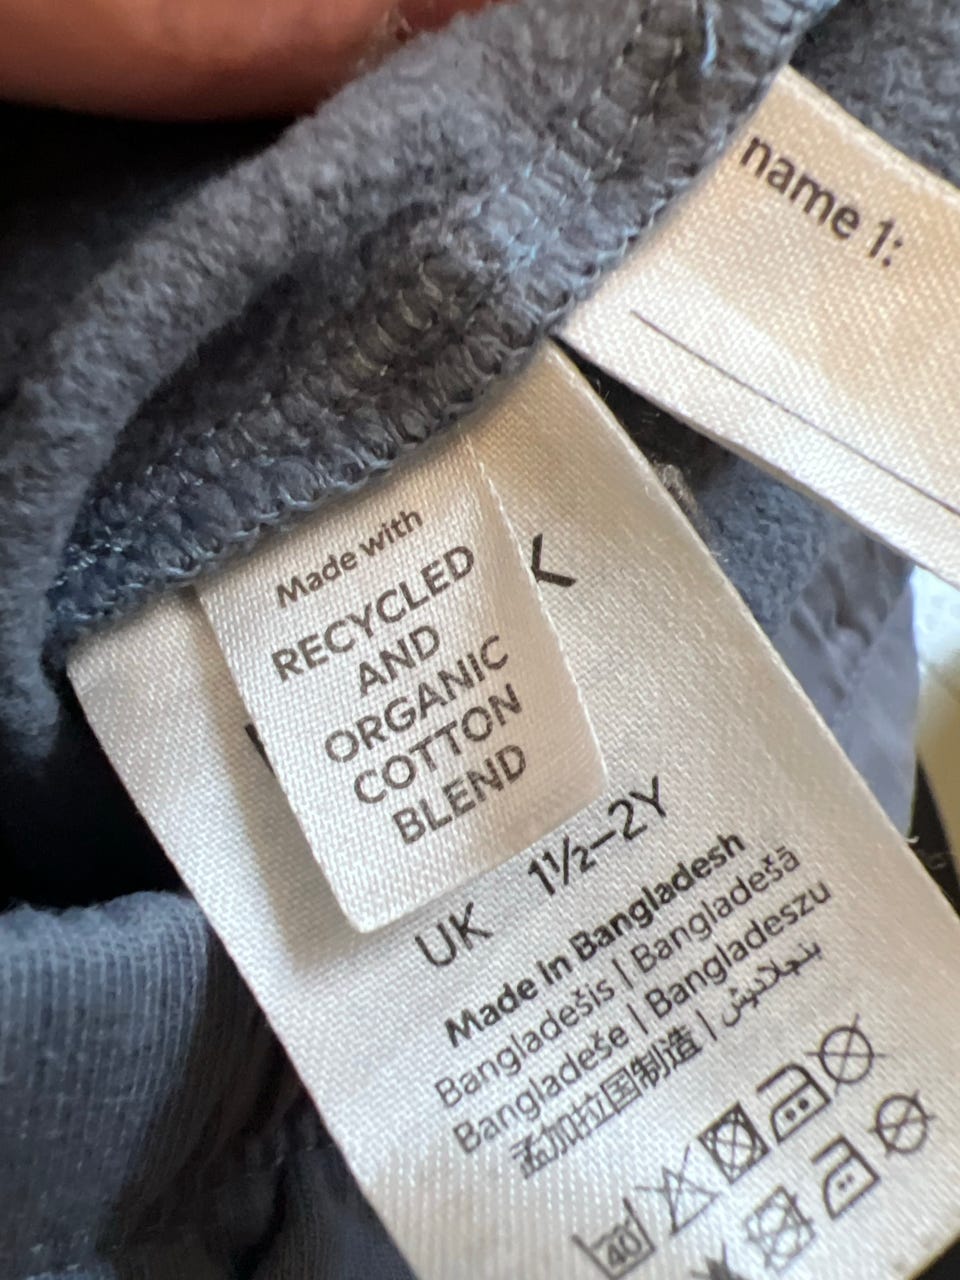 name 1:
Made with
RECYCLED
AND
ORGANIC
COTTON
BLEND
K
UK 1½–2Y
Made In Bangladesh
Bangladešis | Bangladešā
Bangladeše | Bangladeszu
孟加拉国制造 | بنجلاديش
40